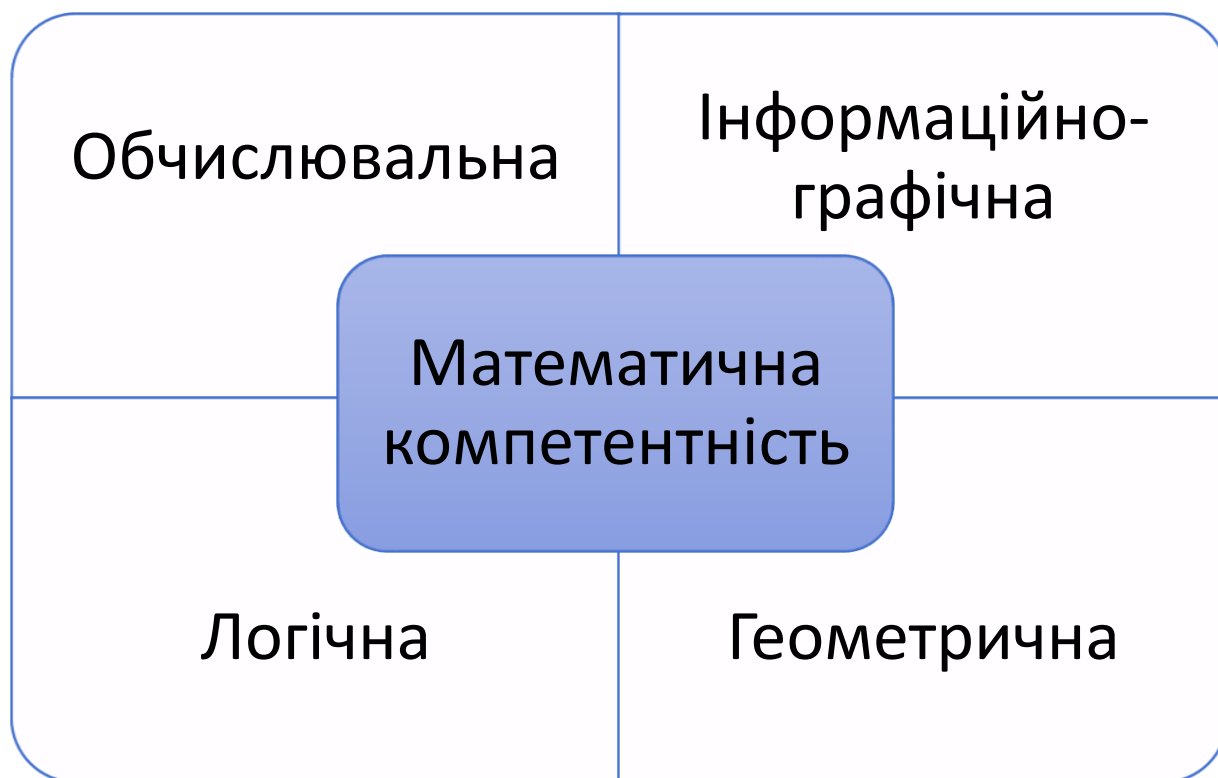 Обчислювальна
Інформаційно-
графічна
Математична
компетентність
Логічна
Геометрична